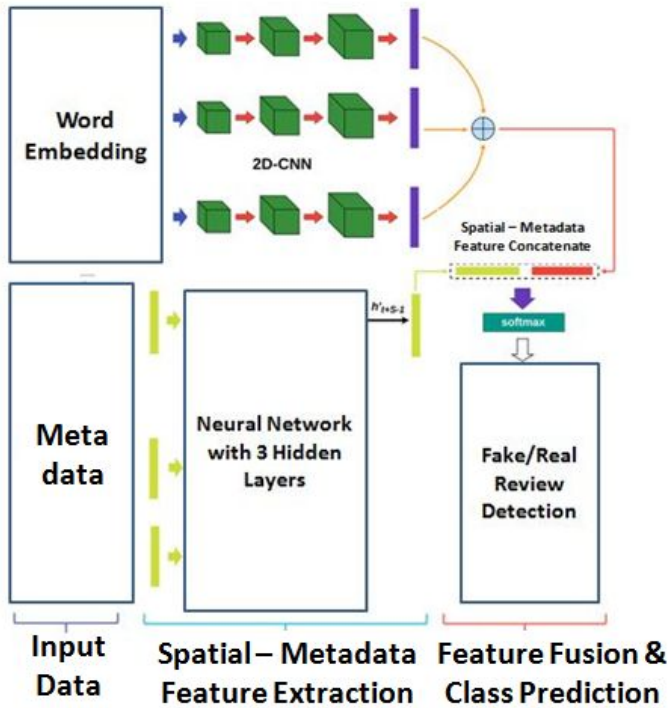 Word
Embedding
2D-CNN
Spatial – Metadata
Feature Concatenate
softmax
Meta
data
Neural Network
with 3 Hidden
Layers
h't+S-1
Fake/Real
Review
Detection
Input
Data
Spatial – Metadata
Feature Extraction
Feature Fusion &
Class Prediction